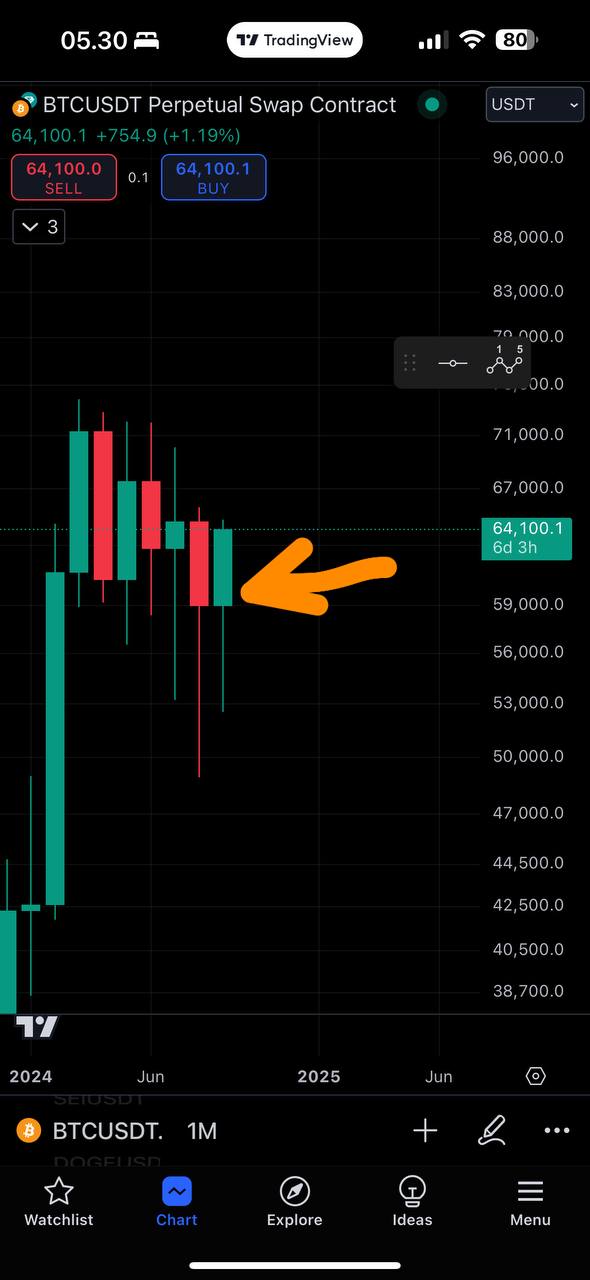 05.30
TradingView
80
BTCUSDT Perpetual Swap Contract
USDT
64,100.1 +754.9 (+1.19%)
64,100.0
SELL
0.1
64,100.1
BUY
3
96,000.0
88,000.0
83,000.0
1 5
71,000.0
67,000.0
64,100.1
6d 3h
59,000.0
56,000.0
53,000.0
50,000.0
47,000.0
44,500.0
42,500.0
40,500.0
38,700.0
2024 Jun 2025 Jun
SEIUSDT
BTCUSDT. 1M
DOGEUSD
Watchlist Chart Explore Ideas Menu